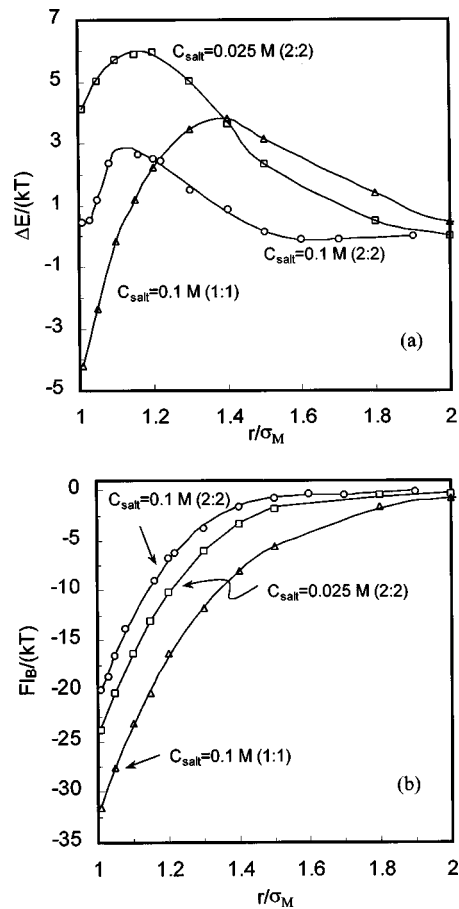 7
5
3
1
-1
-3
-5
ΔE/(kT)
C_salt=0.025 M (2:2)
C_salt=0.1 M (2:2)
C_salt=0.1 M (1:1)
(a)
1 1.2 1.4 1.6 1.8 2
r/σ_M
0
-5
-10
-15
-20
-25
-30
-35
Fl_B/(kT)
C_salt=0.1 M (2:2)
C_salt=0.025 M (2:2)
C_salt=0.1 M (1:1)
(b)
1 1.2 1.4 1.6 1.8 2
r/σ_M